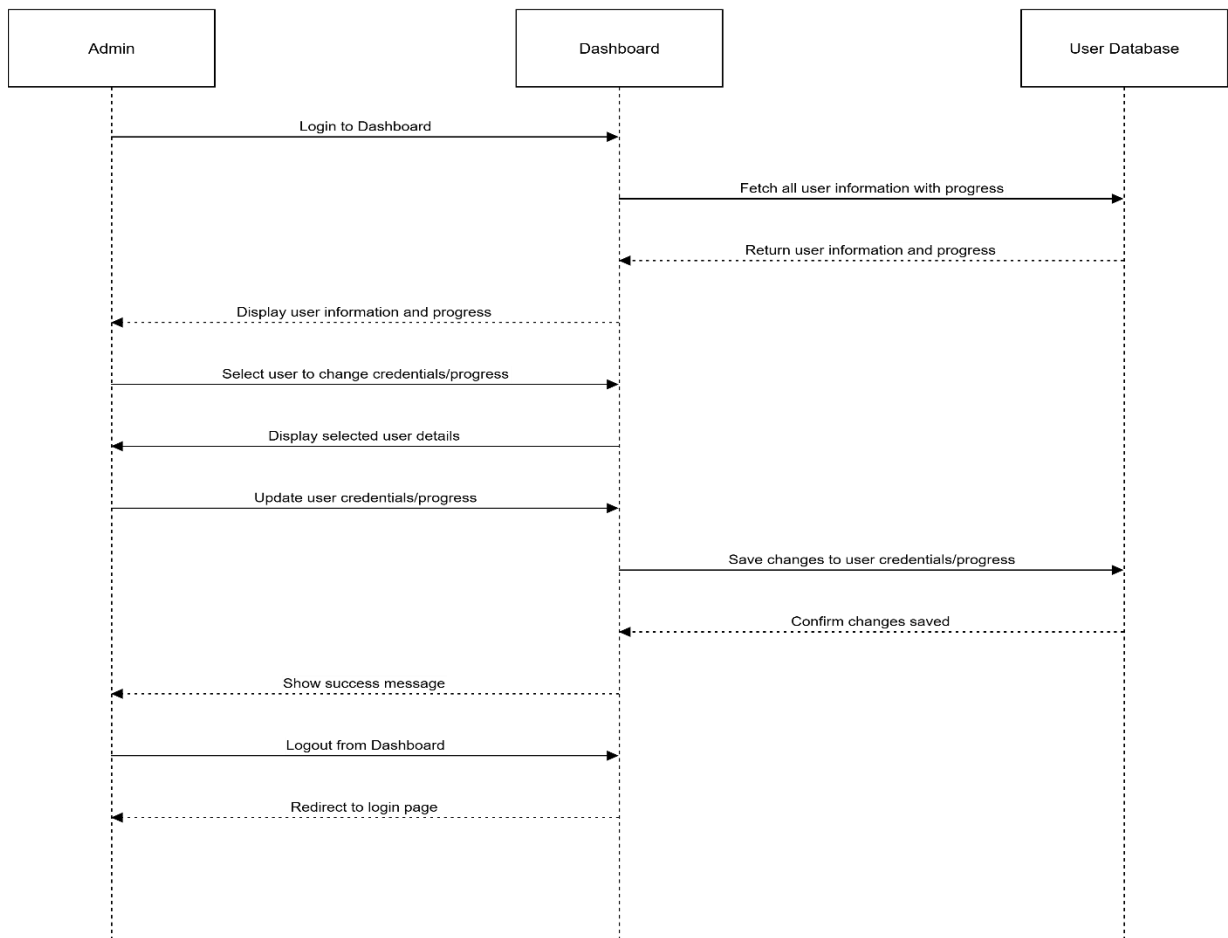 Admin
Dashboard
User Database
Login to Dashboard
Fetch all user information with progress
Return user information and progress
Display user information and progress
Select user to change credentials/progress
Display selected user details
Update user credentials/progress
Save changes to user credentials/progress
Confirm changes saved
Show success message
Logout from Dashboard
Redirect to login page